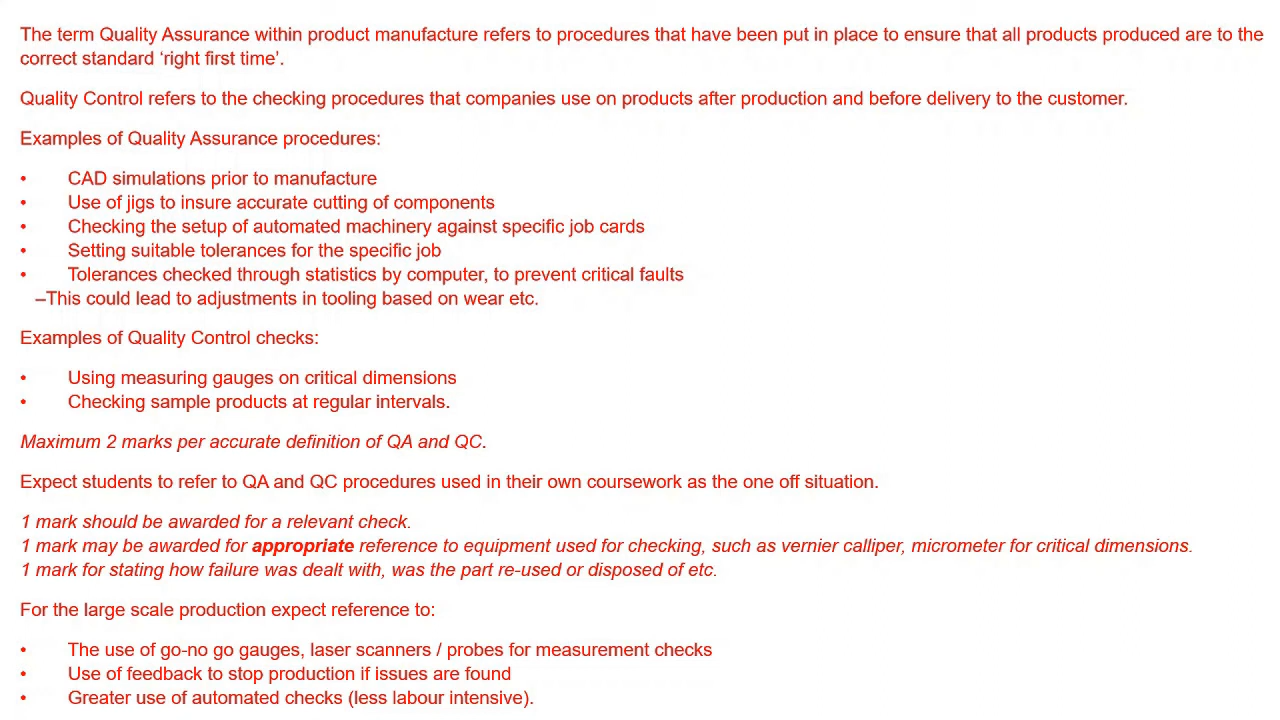 The term Quality Assurance within product manufacture refers to procedures that have been put in place to ensure that all products produced are to the
correct standard ‘right first time’.
Quality Control refers to the checking procedures that companies use on products after production and before delivery to the customer.
Examples of Quality Assurance procedures:
• CAD simulations prior to manufacture
• Use of jigs to insure accurate cutting of components
• Checking the setup of automated machinery against specific job cards
• Setting suitable tolerances for the specific job
• Tolerances checked through statistics by computer, to prevent critical faults
–This could lead to adjustments in tooling based on wear etc.
Examples of Quality Control checks:
• Using measuring gauges on critical dimensions
• Checking sample products at regular intervals.
Maximum 2 marks per accurate definition of QA and QC.
Expect students to refer to QA and QC procedures used in their own coursework as the one off situation.
1 mark should be awarded for a relevant check.
1 mark may be awarded for appropriate reference to equipment used for checking, such as vernier calliper, micrometer for critical dimensions.
1 mark for stating how failure was dealt with, was the part re-used or disposed of etc.
For the large scale production expect reference to:
• The use of go-no go gauges, laser scanners / probes for measurement checks
• Use of feedback to stop production if issues are found
• Greater use of automated checks (less labour intensive).